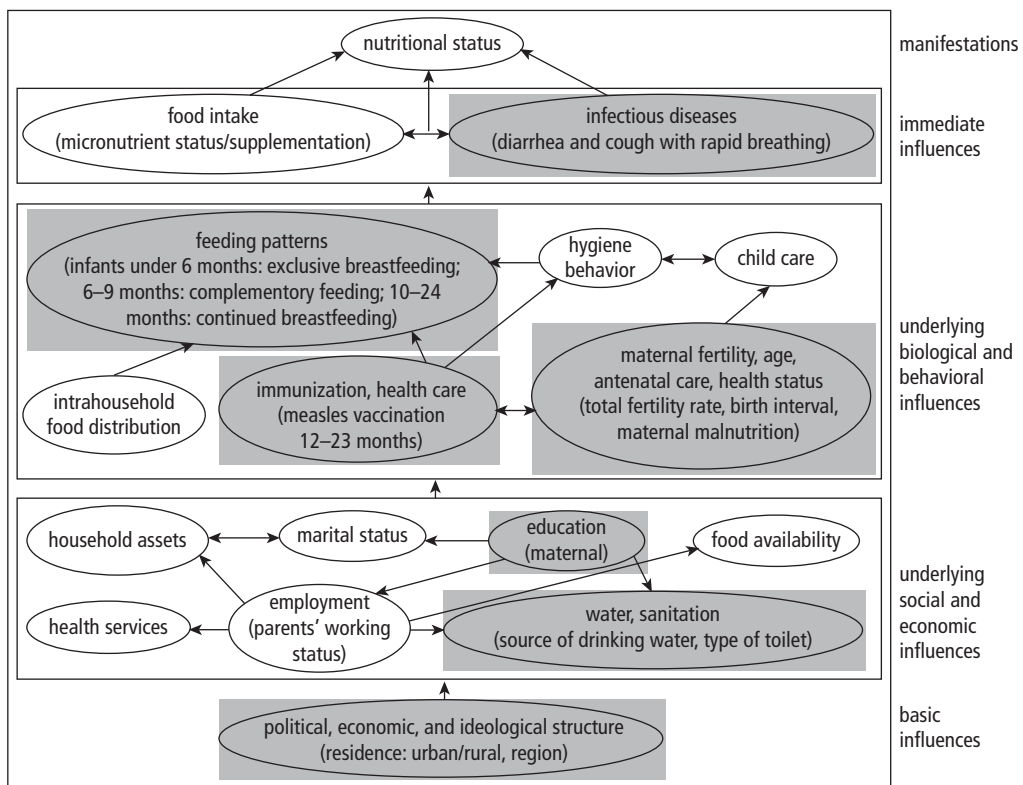 nutritional status
manifestations
food intake
(micronutrient status/supplementation)
infectious diseases
(diarrhea and cough with rapid breathing)
immediate
influences
feeding patterns
(infants under 6 months: exclusive breastfeeding;
6–9 months: complementory feeding; 10–24
months: continued breastfeeding)
hygiene
behavior
child care
intrahousehold
food distribution
immunization, health care
(measles vaccination
12–23 months)
maternal fertility, age,
antenatal care, health status
(total fertility rate, birth interval,
maternal malnutrition)
underlying
biological and
behavioral
influences
household assets
marital status
education
(maternal)
food availability
health services
employment
(parents’ working
status)
water, sanitation
(source of drinking water, type of toilet)
underlying
social and
economic
influences
political, economic, and ideological structure
(residence: urban/rural, region)
basic
influences